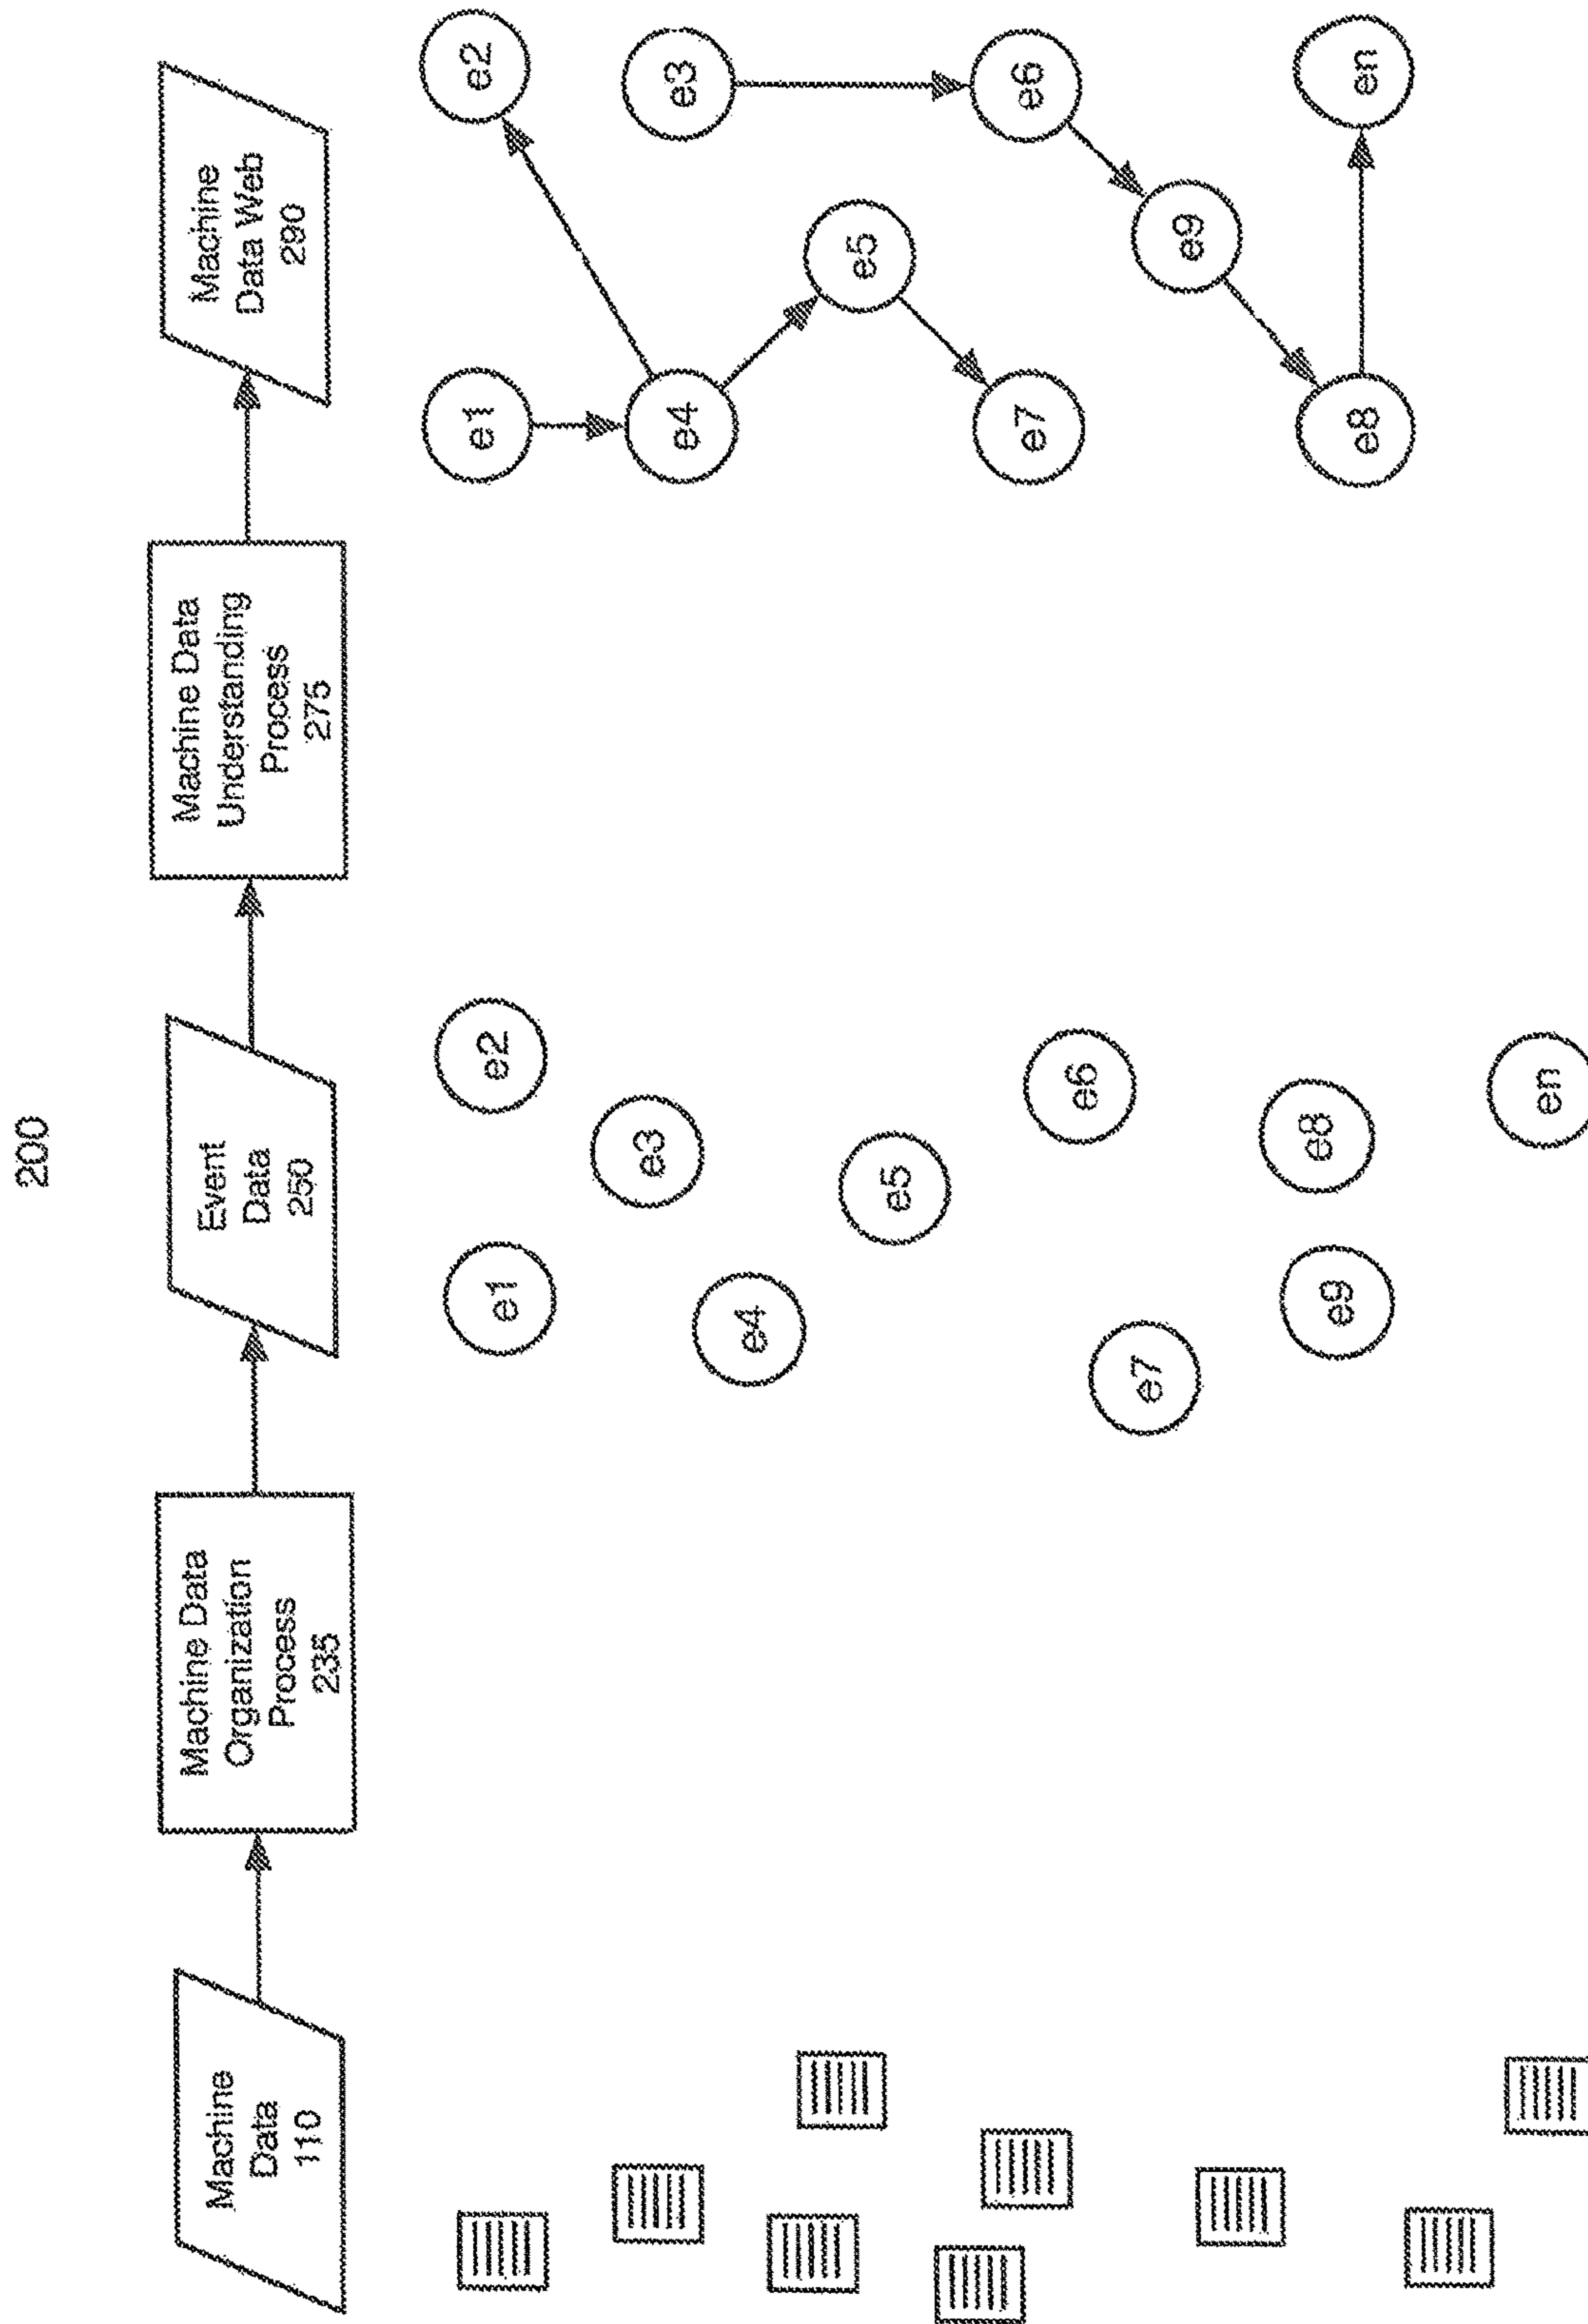 200
Machine
Data
110
Machine Data
Organization
Process
235
Event
Data
250
Machine Data
Understanding
Process
275
Machine
Data Web
290
e1
e2
e3
e4
e5
e6
e7
e8
e9
en
e1
e2
e3
e4
e5
e6
e7
e9
e8
en